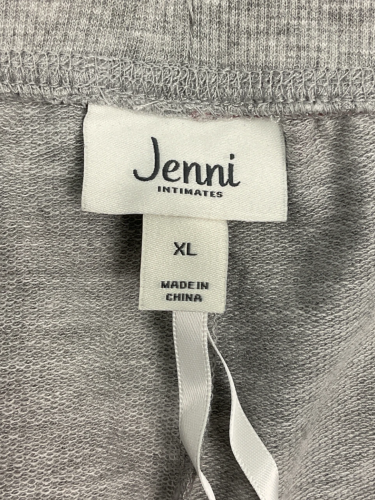 Jenni
INTIMATES
XL
MADE IN
CHINA